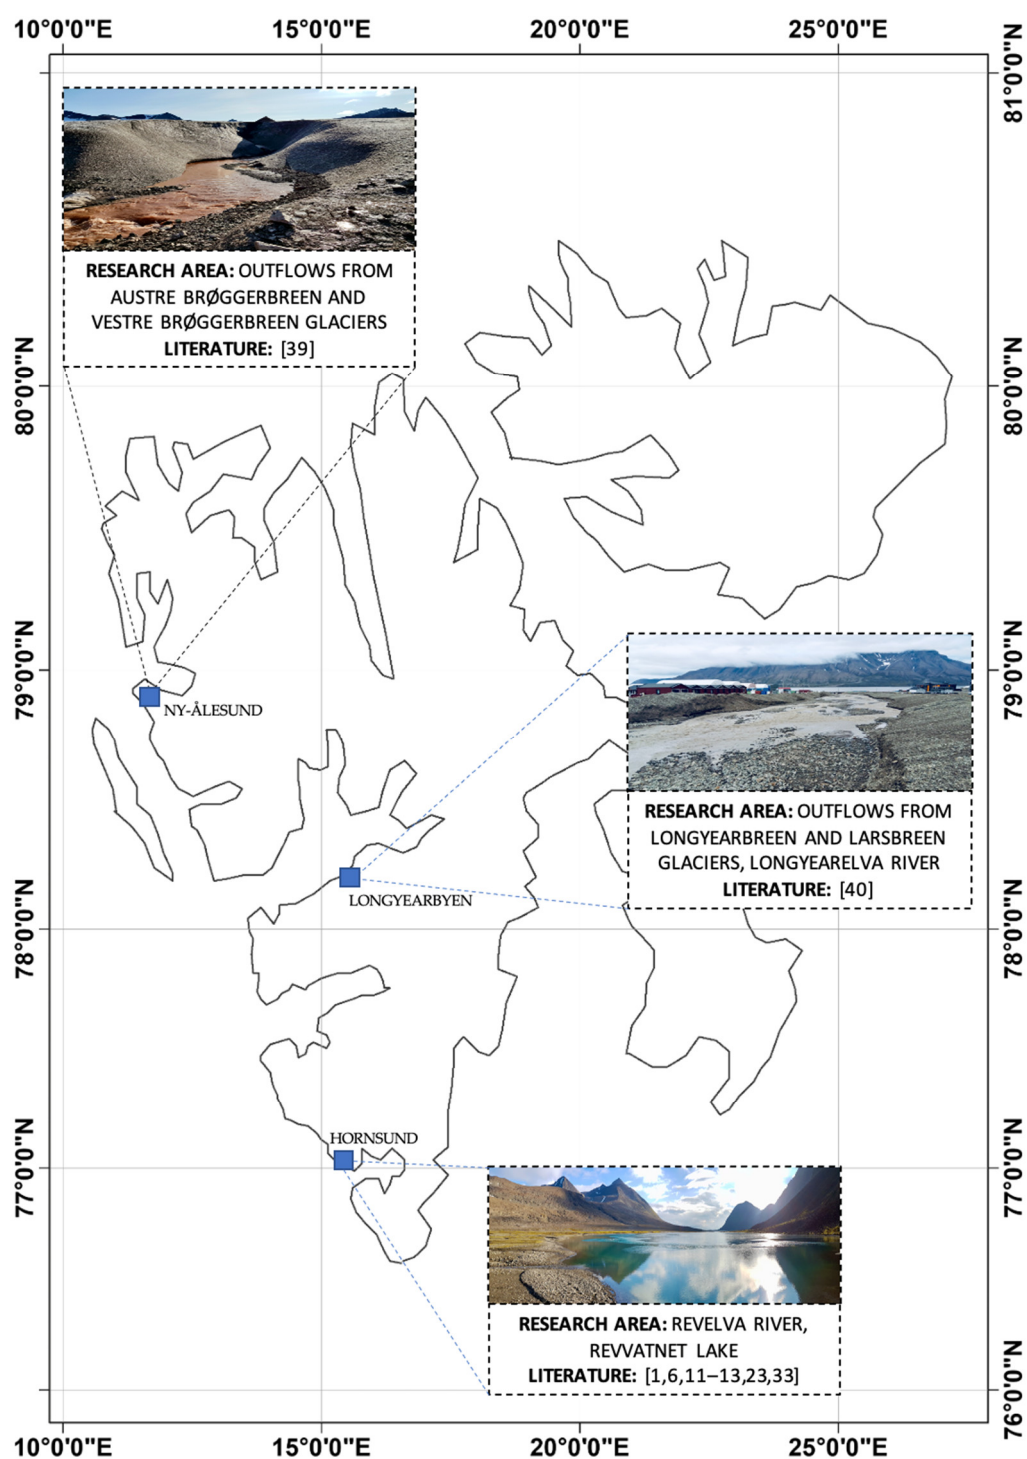 10°0'0"E 15°0'0"E 20°0'0"E 25°0'0"E
81°0'0"N
RESEARCH AREA: OUTFLOWS FROM
AUSTRE BRØGGERBREEN AND
VESTRE BRØGGERBREEN GLACIERS
LITERATURE: [39]
80°0'0"N 80°0'0"N
79°0'0"N 79°0'0"N
NY-ÅLESUND
RESEARCH AREA: OUTFLOWS FROM
LONGYEARBREEN AND LARSBREEN
GLACIERS, LONGYEARELVA RIVER
LITERATURE: [40]
LONGYEARBYEN
78°0'0"N 78°0'0"N
HORNSUND
77°0'0"N 77°0'0"N
RESEARCH AREA: REVELVA RIVER,
REVVATNET LAKE
LITERATURE: [1,6,11–13,23,33]
76°0'0"N
10°0'0"E 15°0'0"E 20°0'0"E 25°0'0"E